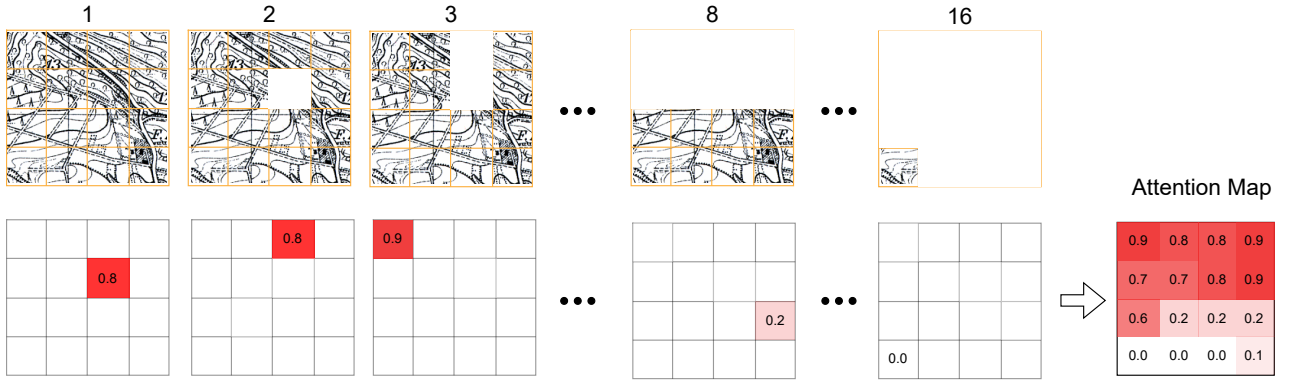 1 2 3 8 16
13 13 13
F. F. F. F.
Attention Map
0.8 0.8 0.9 0.2 0.0
0.9 0.8 0.8 0.9
0.7 0.7 0.8 0.9
0.6 0.2 0.2 0.2
0.0 0.0 0.0 0.1